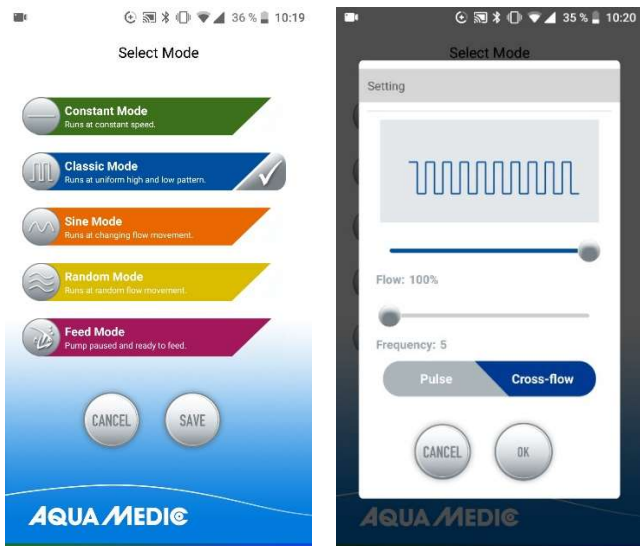 36 % 10:19
Select Mode
Constant Mode
Runs at constant speed.
Classic Mode
Runs at uniform high and low pattern.
Sine Mode
Runs at changing flow movement.
Random Mode
Runs at random flow movement.
Feed Mode
Pump paused and ready to feed.
CANCEL SAVE
AQUA MEDIC
35 % 10:20
Select Mode
Setting
Flow: 100%
Frequency: 5
Pulse Cross-flow
CANCEL OK
AQUA MEDIC